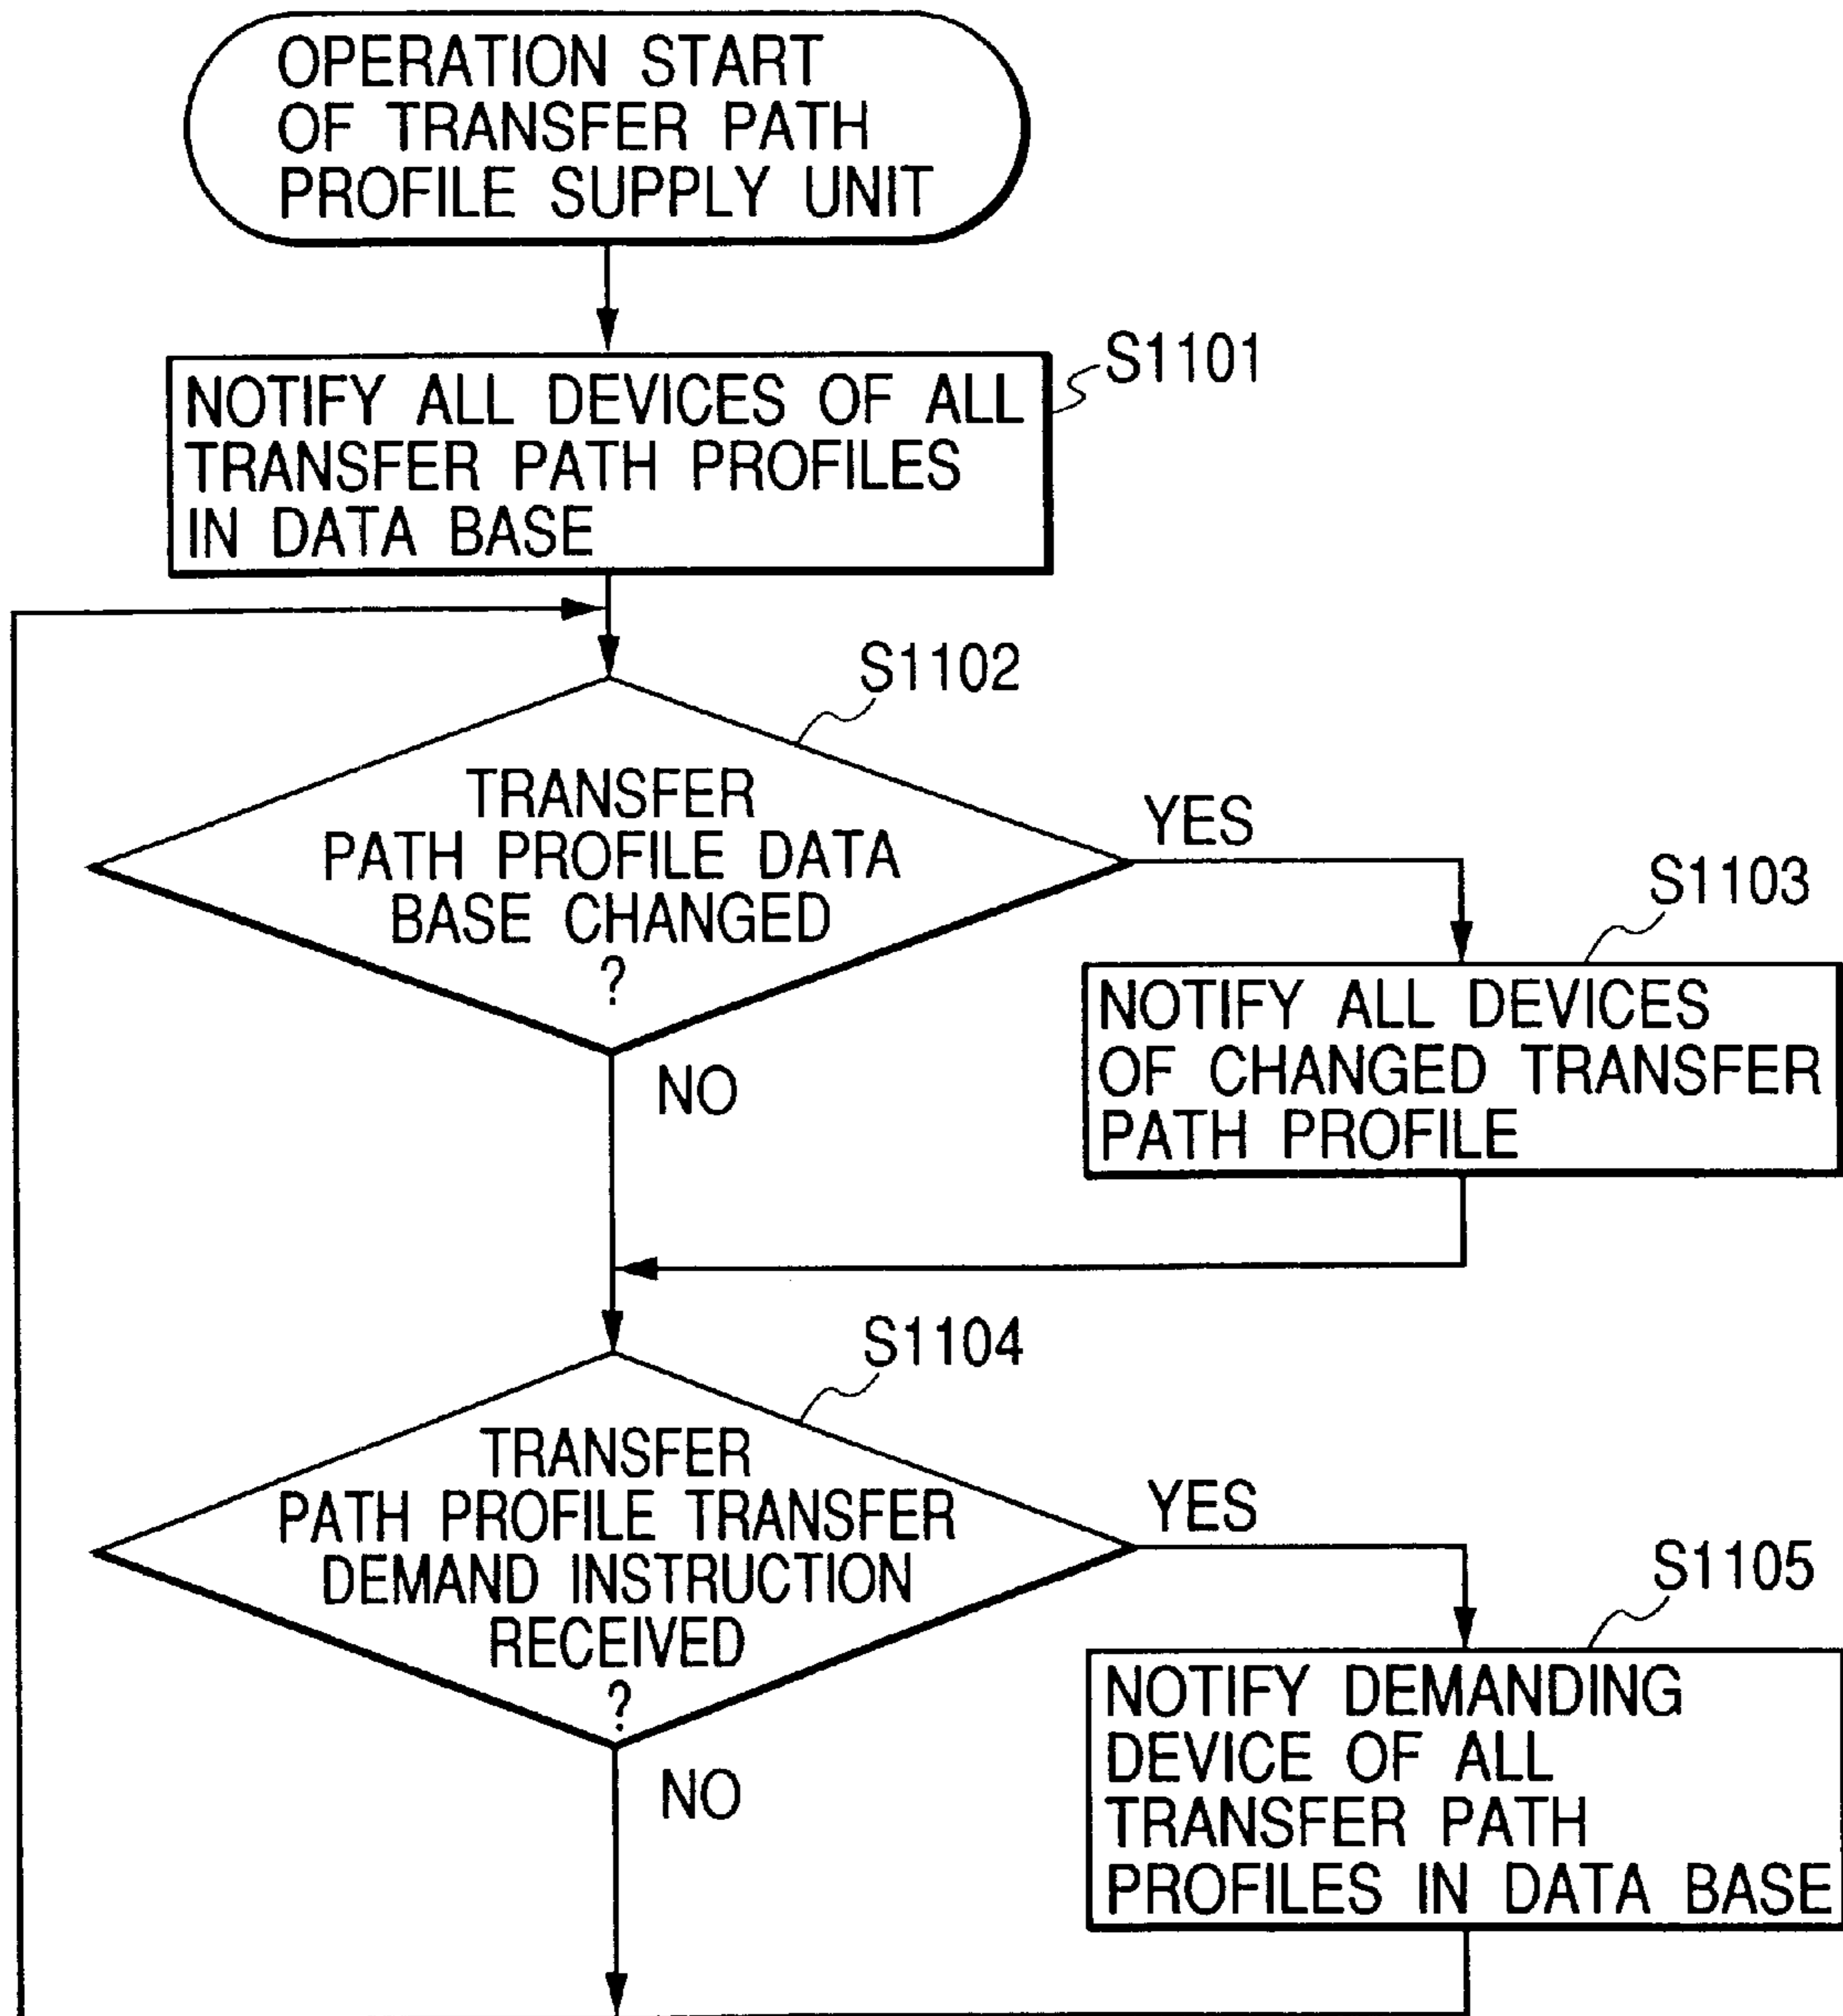 OPERATION START
OF TRANSFER PATH
PROFILE SUPPLY UNIT
S1101
NOTIFY ALL DEVICES OF ALL
TRANSFER PATH PROFILES
IN DATA BASE
S1102
TRANSFER
PATH PROFILE DATA
BASE CHANGED
?
YES
NO
S1103
NOTIFY ALL DEVICES
OF CHANGED TRANSFER
PATH PROFILE
S1104
TRANSFER
PATH PROFILE TRANSFER
DEMAND INSTRUCTION
RECEIVED
?
YES
NO
S1105
NOTIFY DEMANDING
DEVICE OF ALL
TRANSFER PATH
PROFILES IN DATA BASE